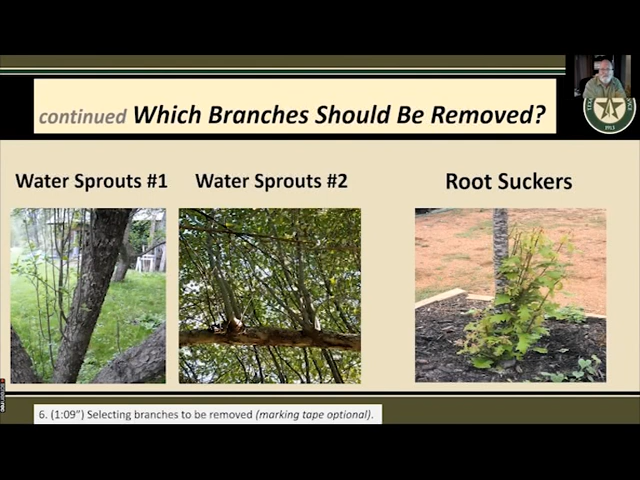 continued Which Branches Should Be Removed?
Water Sprouts #1
Water Sprouts #2
Root Suckers
6. (1:09”) Selecting branches to be removed (marking tape optional).